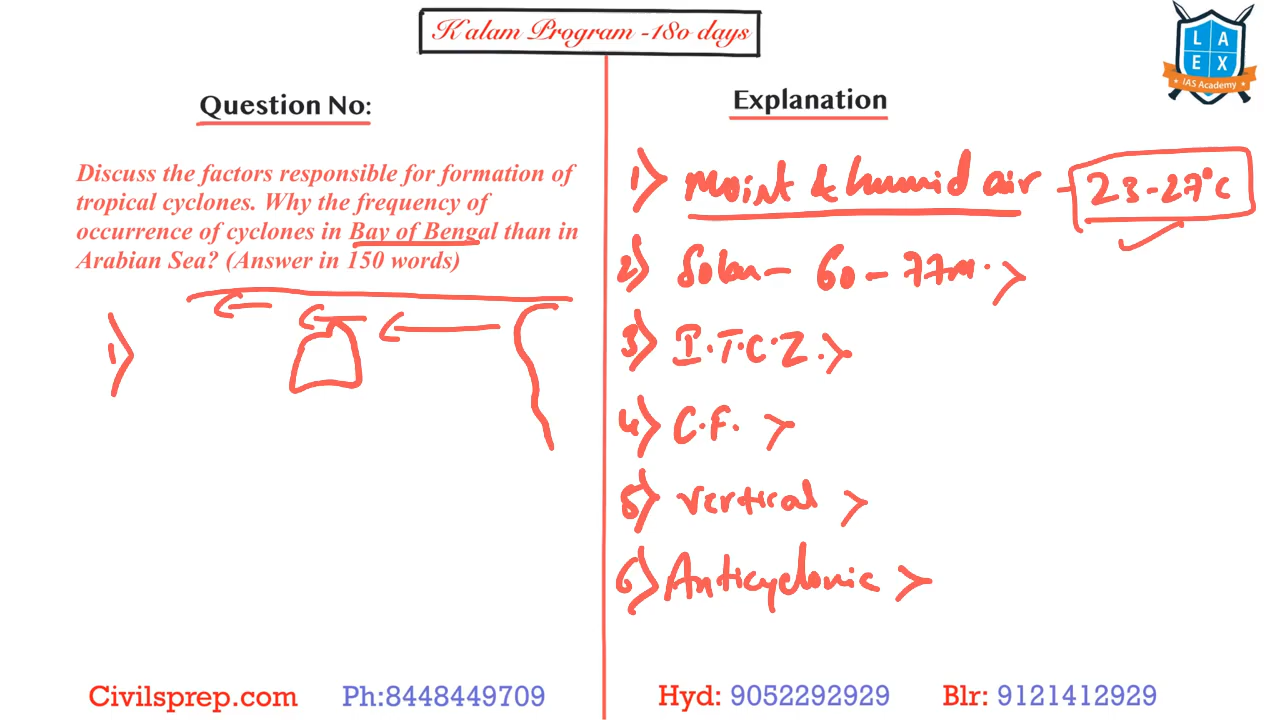 Kalam Program -180 days
L A
E X
IAS Academy
Question No:
Discuss the factors responsible for formation of
tropical cyclones. Why the frequency of
occurrence of cyclones in Bay of Bengal than in
Arabian Sea? (Answer in 150 words)
1)
Explanation
1) Moist & humid air - 23-27°C
2) Solar - 60 - 77m.
3) I.T.C.Z.
4) C.F.
5) Vertical
6) Anticyclonic
Civilsprep.com Ph:8448449709 Hyd: 9052292929 Blr: 9121412929